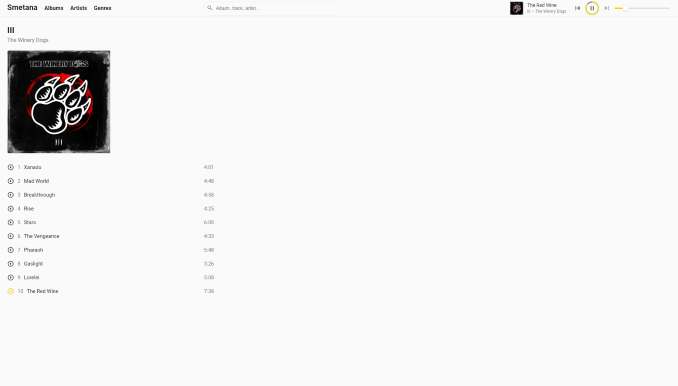 Smetana Albums Artists Genres
Album, track, artist...
The Red Wine
III – The Winery Dogs
III
The Winery Dogs
THE WINERY DOGS
III
1 Xanadu 4:01
2 Mad World 4:48
3 Breakthrough 4:58
4 Rise 4:25
5 Stars 6:00
6 The Vengeance 4:33
7 Pharaoh 5:48
8 Gaslight 3:26
9 Lorelei 5:08
10 The Red Wine 7:38